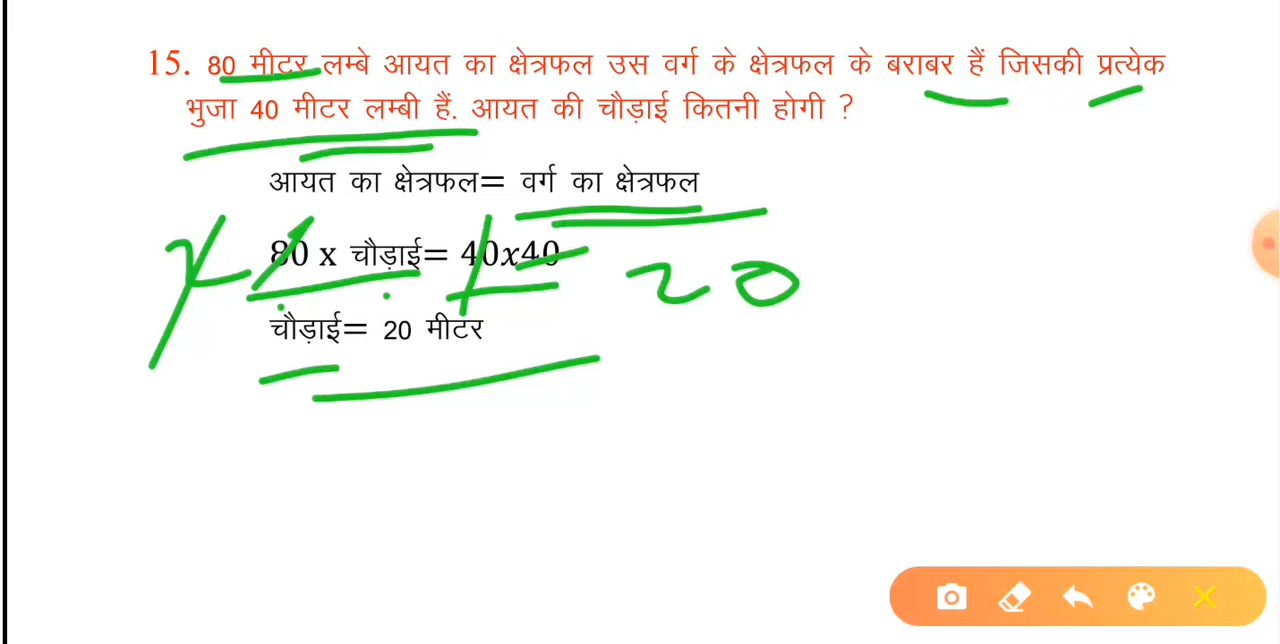 15. 80 मीटर लम्बे आयत का क्षेत्रफल उस वर्ग के क्षेत्रफल के बराबर हैं जिसकी प्रत्येक
भुजा 40 मीटर लम्बी हैं. आयत की चौड़ाई कितनी होगी ?
आयत का क्षेत्रफल= वर्ग का क्षेत्रफल
80 x चौड़ाई= 40x40 20
चौड़ाई= 20 मीटर